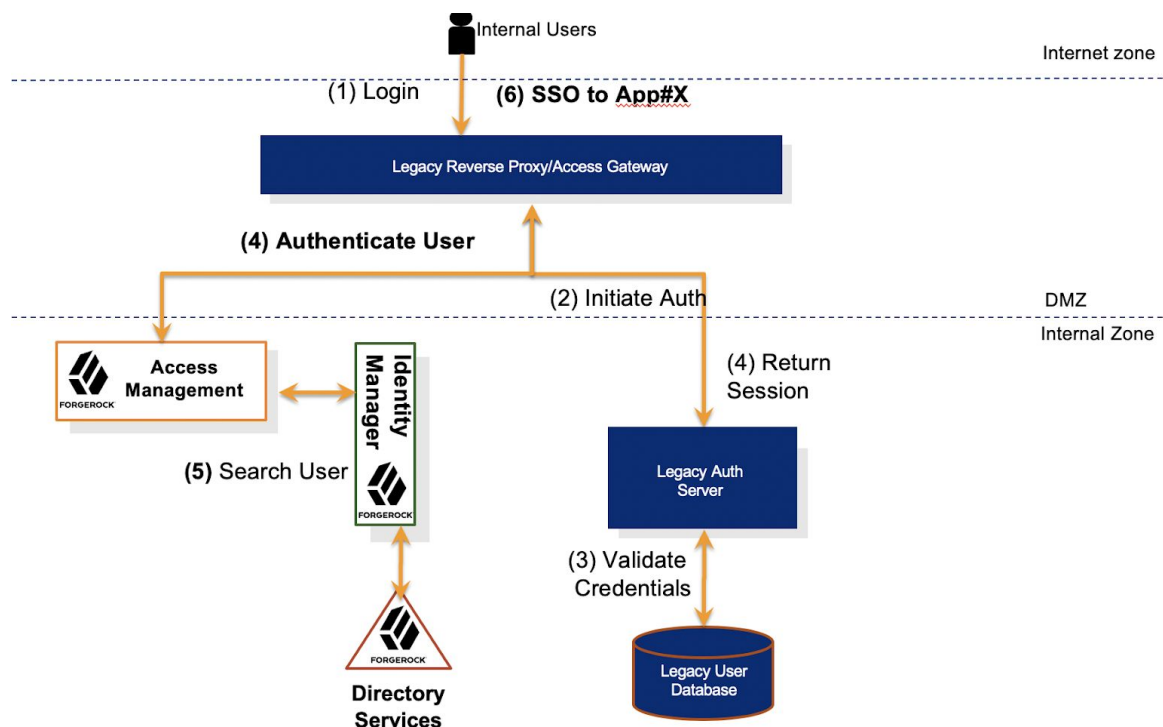 Internal Users
Internet zone
(1) Login
(6) SSO to App#X
Legacy Reverse Proxy/Access Gateway
(4) Authenticate User
(2) Initiate Auth
DMZ
Internal Zone
Access
Management
FORGEROCK
Identity
Manager
FORGEROCK
(5) Search User
(4) Return
Session
Legacy Auth
Server
(3) Validate
Credentials
FORGEROCK
Directory
Services
Legacy User
Database